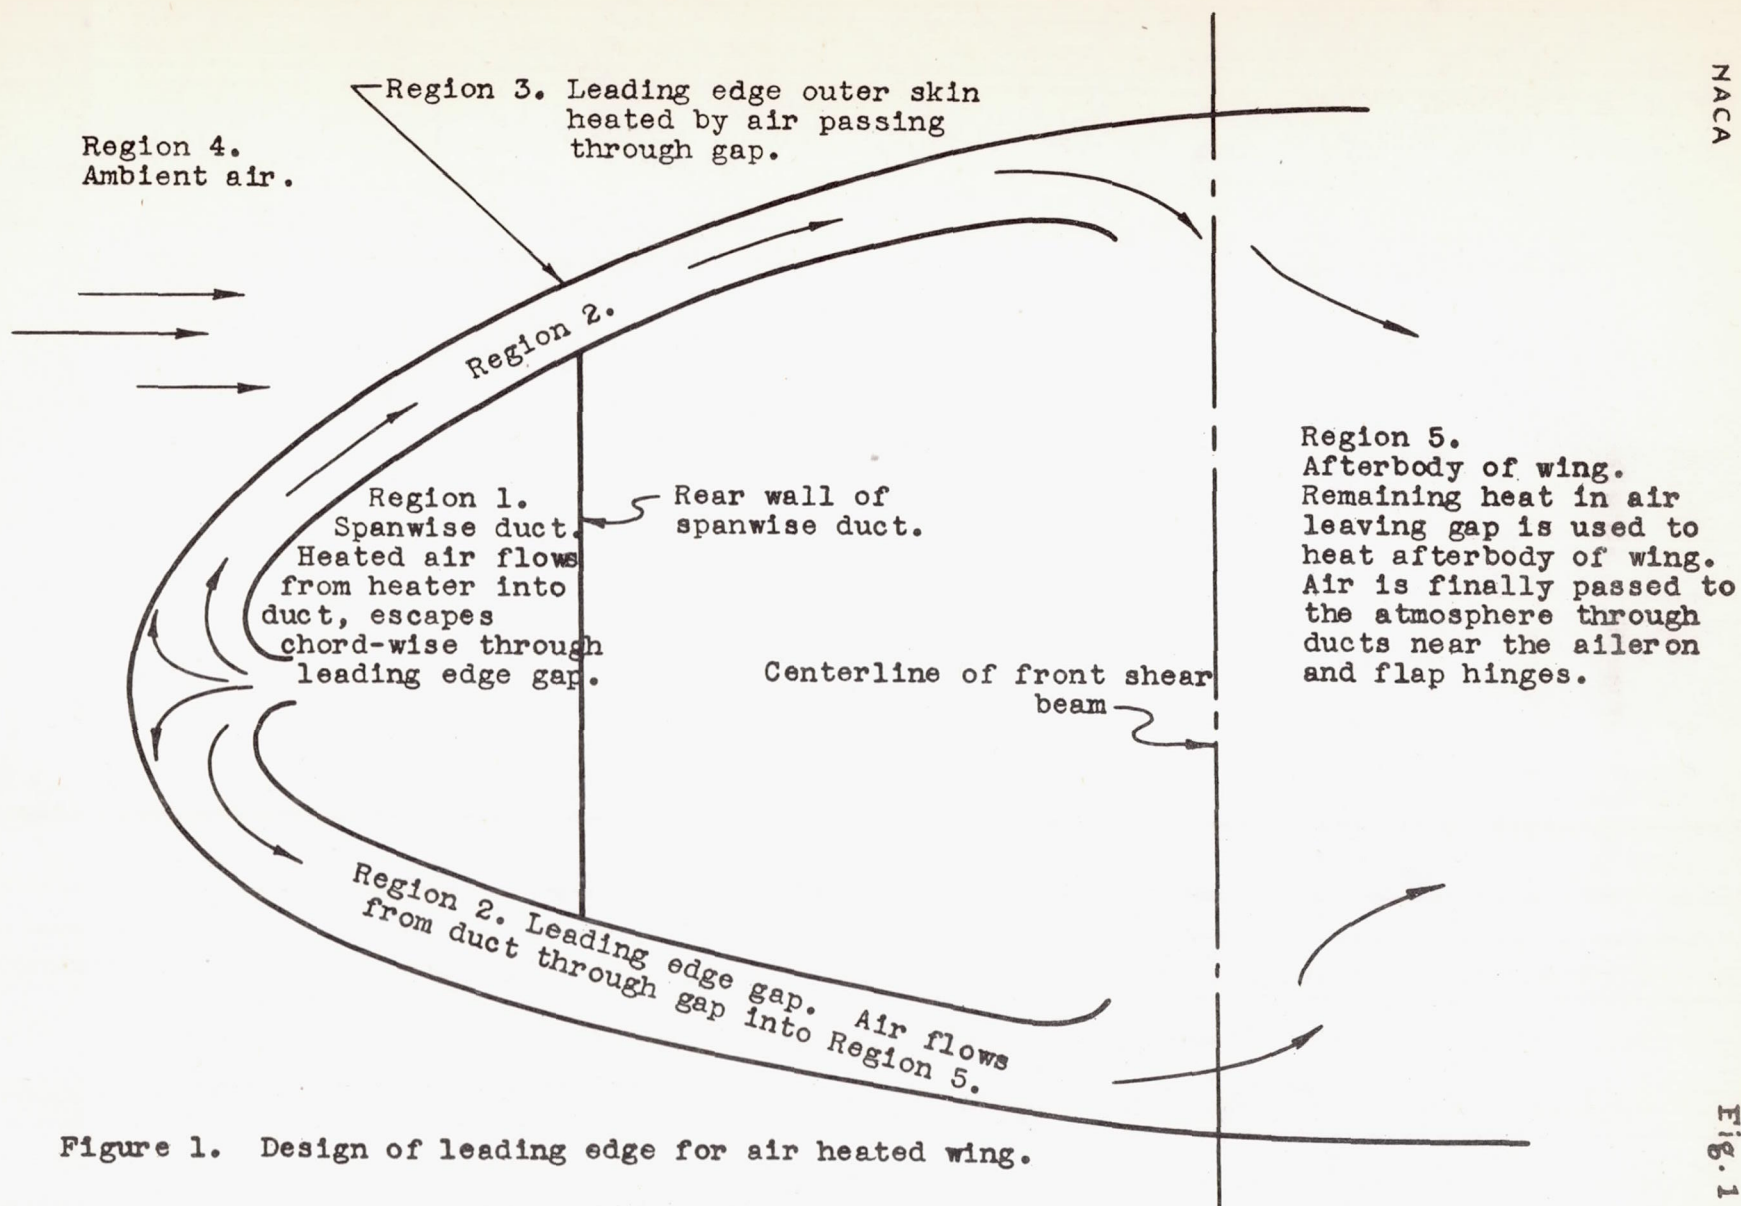 NACA
Region 3. Leading edge outer skin
heated by air passing
through gap.
Region 4.
Ambient air.
Region 2.
Region 1.
Spanwise duct.
Heated air flows
from heater into
duct, escapes
chord-wise through
leading edge gap.
Rear wall of
spanwise duct.
Centerline of front shear
beam
Region 5.
Afterbody of wing.
Remaining heat in air
leaving gap is used to
heat afterbody of wing.
Air is finally passed to
the atmosphere through
ducts near the aileron
and flap hinges.
Region 2. Leading edge gap. Air flows
from duct through gap into Region 5.
Figure 1. Design of leading edge for air heated wing.
Fig. 1